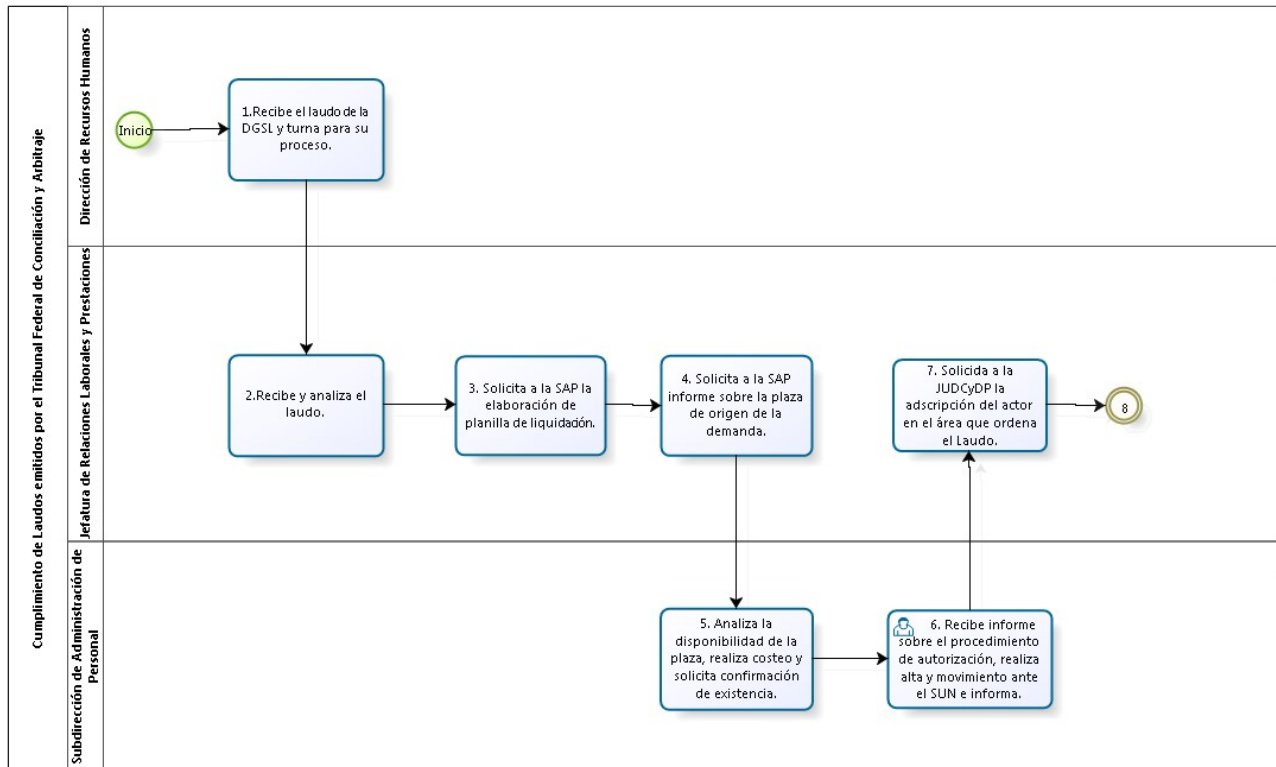 Cumplimiento de Laudos emitidos por el Tribunal Federal de Conciliación y Arbitraje
Dirección de Recursos Humanos
Inicio
1.Recibe el laudo de la
DGSL y turna para su
proceso.
Jefatura de Relaciones Laborales y Prestaciones
2.Recibe y analiza el
laudo.
3. Solicita a la SAP la
elaboración de
planilla de liquidación.
4. Solicita a la SAP
informe sobre la plaza
de origen de la
demanda.
7. Solicida a la
JUDCyDP la
adscripción del actor
en el área que ordena
el Laudo.
8
Subdirección de Administración de
Personal
5. Analiza la
disponibilidad de la
plaza, realiza costeo y
solicita confirmación
de existencia.
6. Recibe informe
sobre el procedimiento
de autorización, realiza
alta y movimiento ante
el SUN e informa.